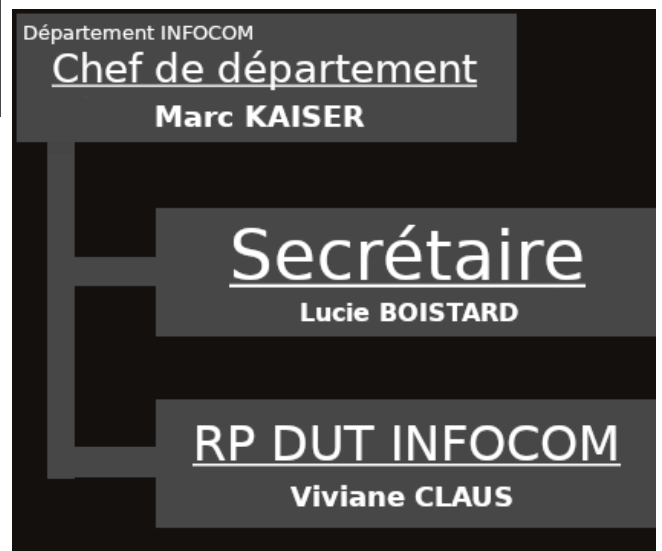 Département INFOCOM
Chef de département
Marc KAISER
Secrétaire
Lucie BOISTARD
RP DUT INFOCOM
Viviane CLAUS